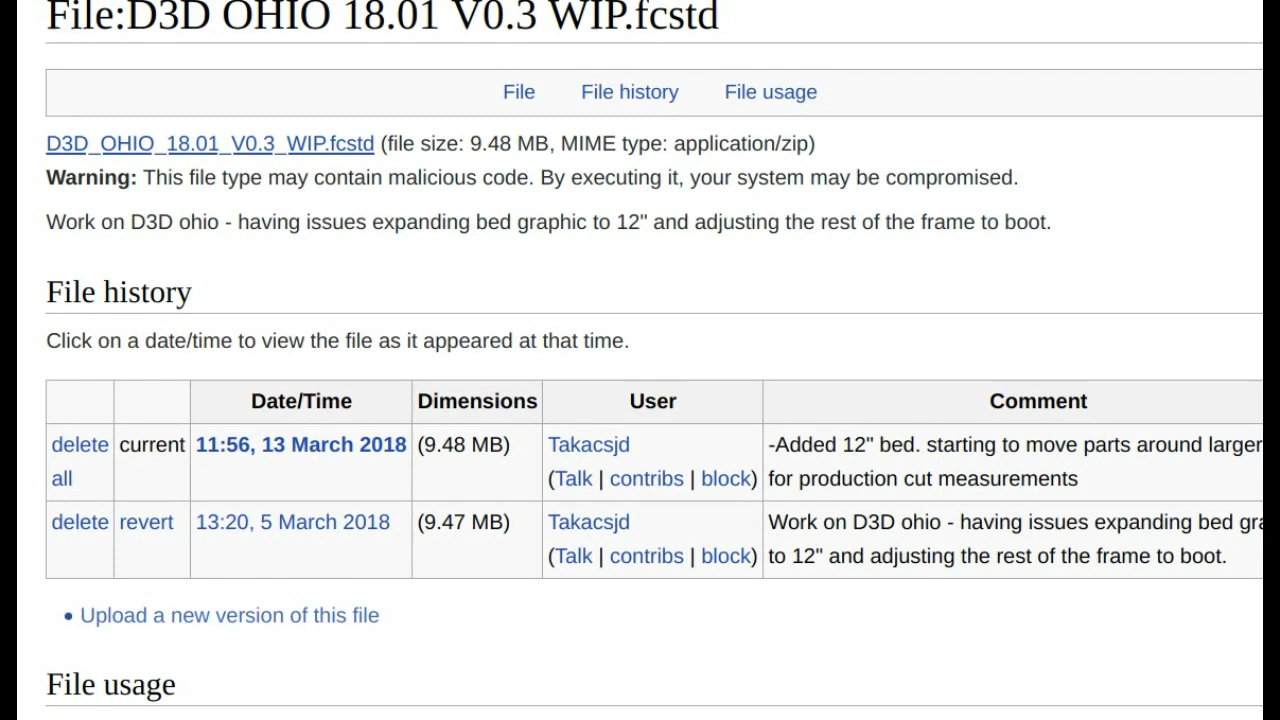 File:D3D OHIO 18.01 V0.3 WIP.fcstd
File File history File usage
D3D_OHIO_18.01_V0.3_WIP.fcstd (file size: 9.48 MB, MIME type: application/zip)
Warning: This file type may contain malicious code. By executing it, your system may be compromised.
Work on D3D ohio - having issues expanding bed graphic to 12" and adjusting the rest of the frame to boot.
File history
Click on a date/time to view the file as it appeared at that time.
Date/Time Dimensions User Comment
delete current 11:56, 13 March 2018 (9.48 MB) Takacsjd -Added 12" bed. starting to move parts around larger
all (Talk | contribs | block) for production cut measurements
delete revert 13:20, 5 March 2018 (9.47 MB) Takacsjd Work on D3D ohio - having issues expanding bed
(Talk | contribs | block) to 12" and adjusting the rest of the frame to boot.
• Upload a new version of this file
File usage